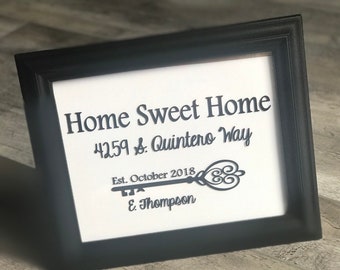 Home Sweet Home
4259 S. Quintero Way
Est. October 2018
E. Thompson